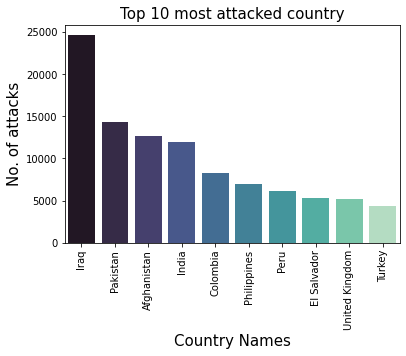 Top 10 most attacked country
No. of attacks
25000
20000
15000
10000
5000
0
Iraq
Pakistan
Afghanistan
India
Colombia
Philippines
Peru
El Salvador
United Kingdom
Turkey
Country Names